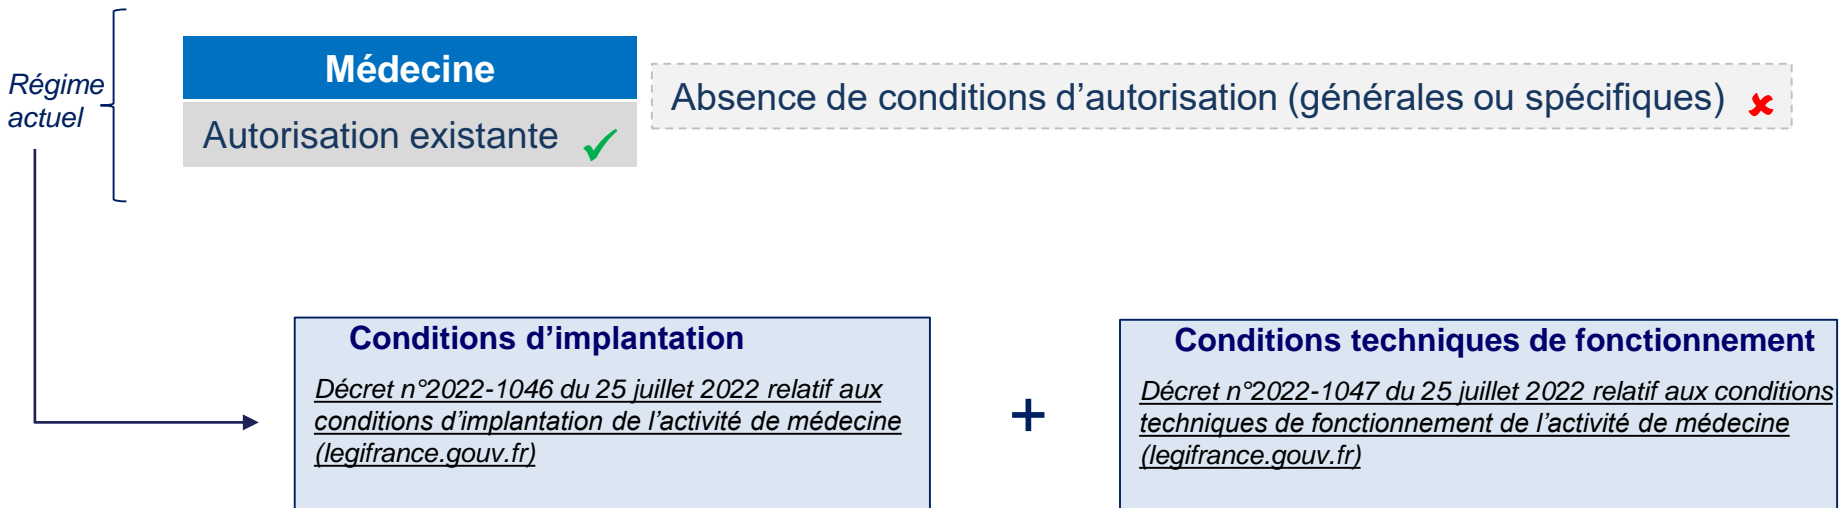 Régime
actuel
Médecine
Autorisation existante ✓
Absence de conditions d’autorisation (générales ou spécifiques) ✘
Conditions d’implantation
Décret n°2022-1046 du 25 juillet 2022 relatif aux
conditions d’implantation de l’activité de médecine
(legifrance.gouv.fr)
+
Conditions techniques de fonctionnement
Décret n°2022-1047 du 25 juillet 2022 relatif aux conditions
techniques de fonctionnement de l’activité de médecine
(legifrance.gouv.fr)